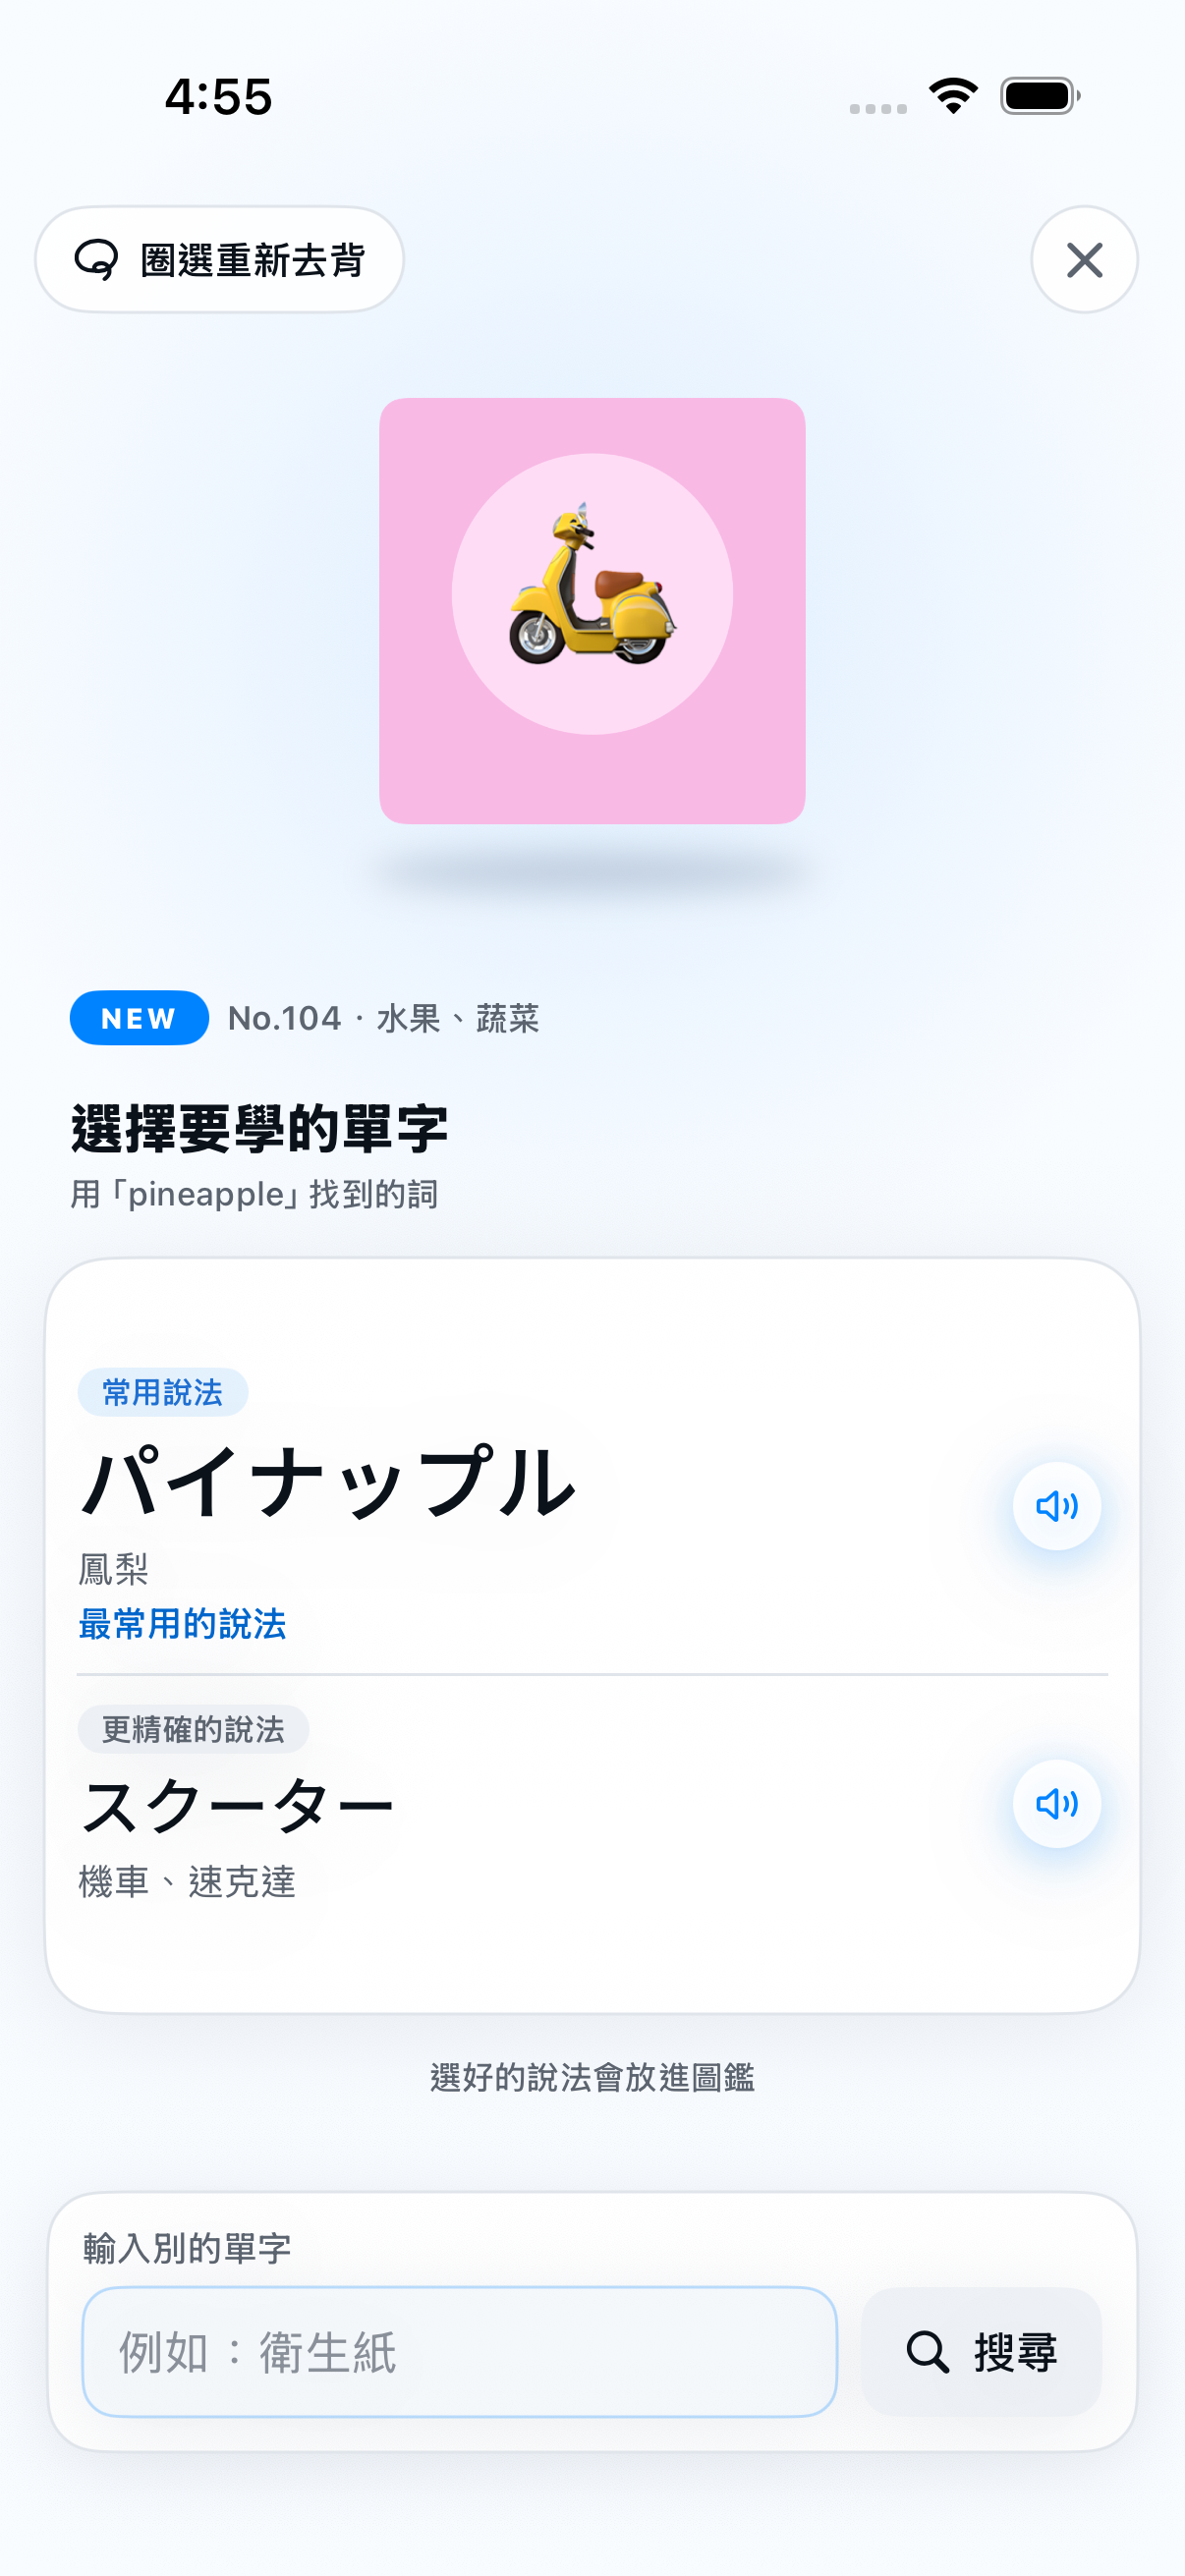 4:55
圈選重新去背
NEW No.104 · 水果、蔬菜
選擇要學的單字
用「pineapple」找到的詞
常用說法
パイナップル
鳳梨
最常用的說法
更精確的說法
スクーター
機車、速克達
選好的說法會放進圖鑑
輸入別的單字
例如：衛生紙
搜尋